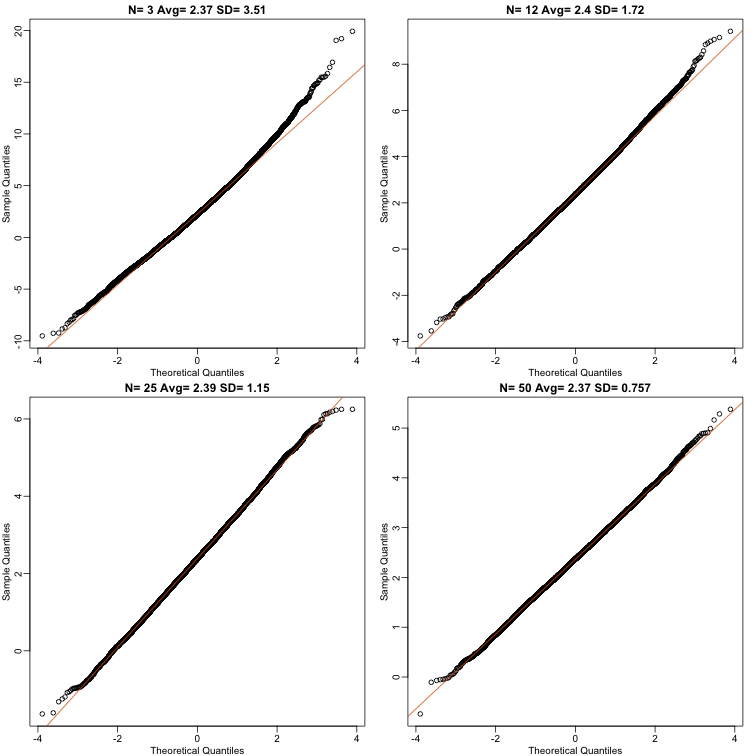 N= 3 Avg= 2.37 SD= 3.51
20
15
10
5
0
-5
-10
Sample Quantiles
-4 -2 0 2 4
Theoretical Quantiles
N= 12 Avg= 2.4 SD= 1.72
8
6
4
2
0
-2
-4
Sample Quantiles
-4 -2 0 2 4
Theoretical Quantiles
N= 25 Avg= 2.39 SD= 1.15
6
4
2
0
Sample Quantiles
-4 -2 0 2 4
Theoretical Quantiles
N= 50 Avg= 2.37 SD= 0.757
5
4
3
2
1
0
Sample Quantiles
-4 -2 0 2 4
Theoretical Quantiles